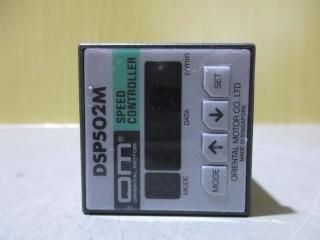 DSP502M
SPEED
CONTROLLER
OM
ORIENTAL MOTOR
r/min
DATA
MODE
SET
MODE
ORIENTAL MOTOR CO., LTD.
MADE IN SINGAPORE